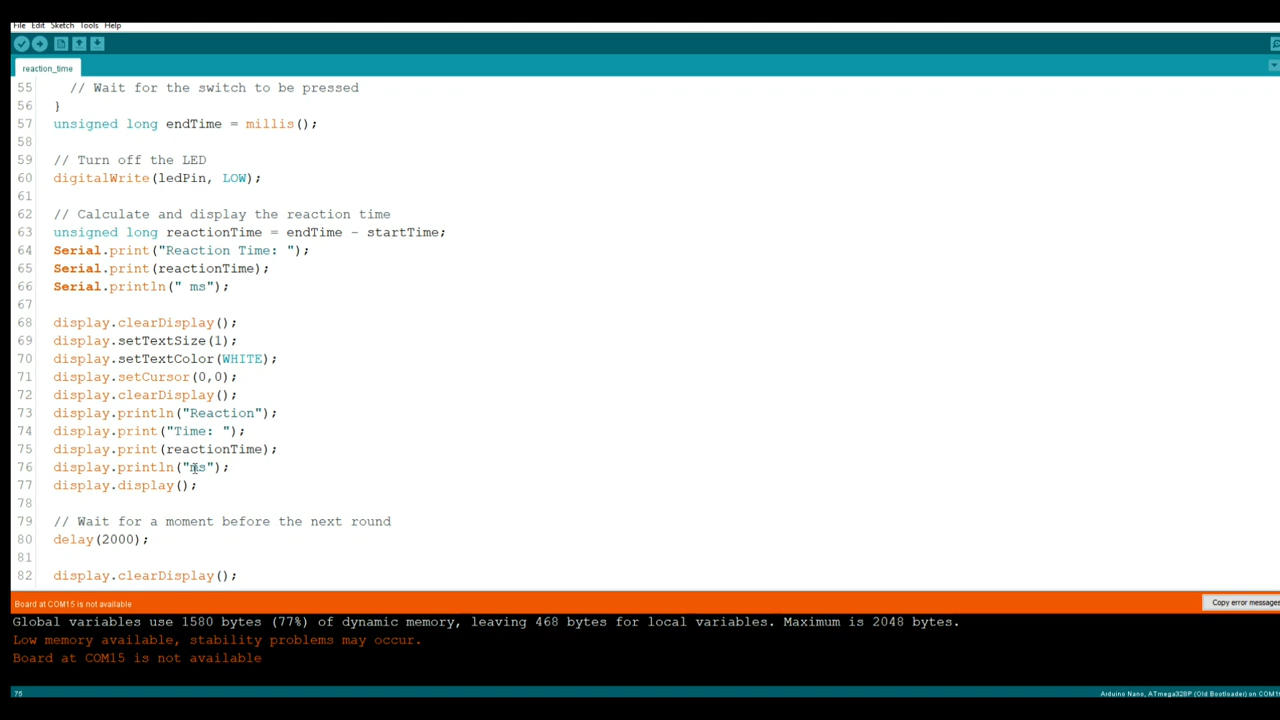 File Edit Sketch Tools Help
reaction_time
55 // Wait for the switch to be pressed
56 }
57 unsigned long endTime = millis();
58
59 // Turn off the LED
60 digitalWrite(ledPin, LOW);
61
62 // Calculate and display the reaction time
63 unsigned long reactionTime = endTime - startTime;
64 Serial.print("Reaction Time: ");
65 Serial.print(reactionTime);
66 Serial.println(" ms");
67
68 display.clearDisplay();
69 display.setTextSize(1);
70 display.setTextColor(WHITE);
71 display.setCursor(0,0);
72 display.clearDisplay();
73 display.println("Reaction");
74 display.print("Time: ");
75 display.print(reactionTime);
76 display.println("ms");
77 display.display();
78
79 // Wait for a moment before the next round
80 delay(2000);
81
82 display.clearDisplay();
Board at COM15 is not available Copy error messages
Global variables use 1580 bytes (77%) of dynamic memory, leaving 468 bytes for local variables. Maximum is 2048 bytes.
Low memory available, stability problems may occur.
Board at COM15 is not available
76 Arduino Nano, ATmega328P (Old Bootloader) on COM1